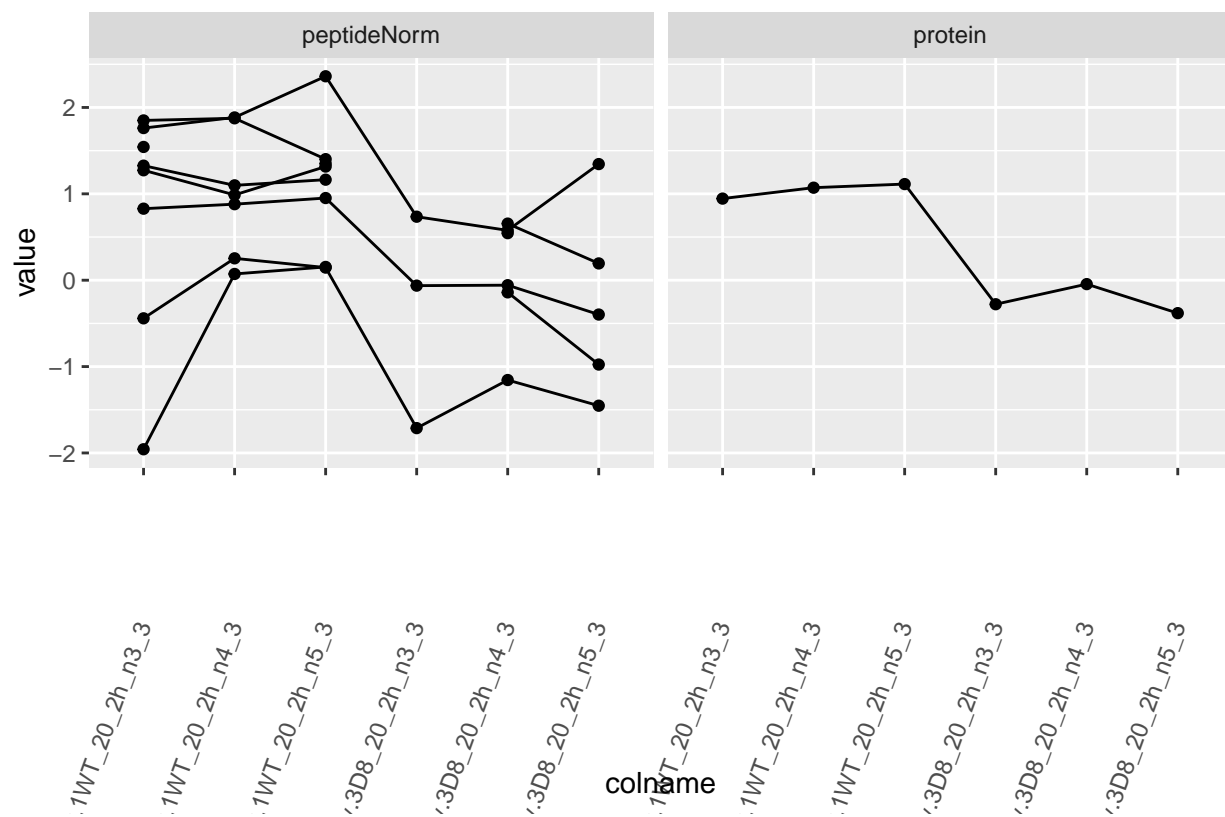 peptideNorm
protein
value
2
1
0
−1
−2
1WT_20_2h_n3_3
.1WT_20_2h_n4_3
.1WT_20_2h_n5_3
.3D8_20_2h_n3_3
.3D8_20_2h_n4_3
.3D8_20_2h_n5_3
1WT_20_2h_n3_3
.1WT_20_2h_n4_3
.1WT_20_2h_n5_3
.3D8_20_2h_n3_3
.3D8_20_2h_n4_3
.3D8_20_2h_n5_3
colname